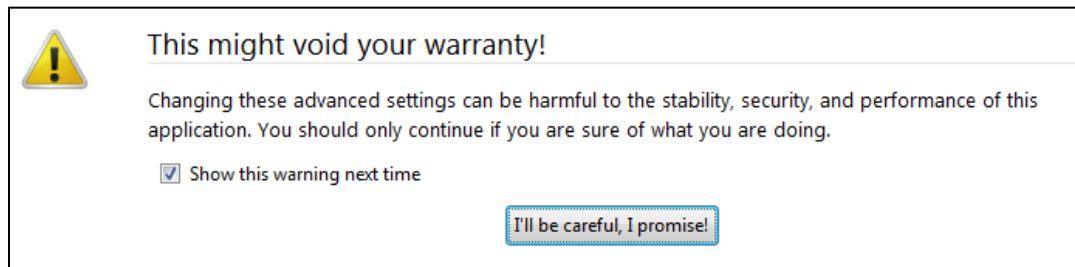 This might void your warranty!
Changing these advanced settings can be harmful to the stability, security, and performance of this
application. You should only continue if you are sure of what you are doing.
Show this warning next time
I'll be careful, I promise!